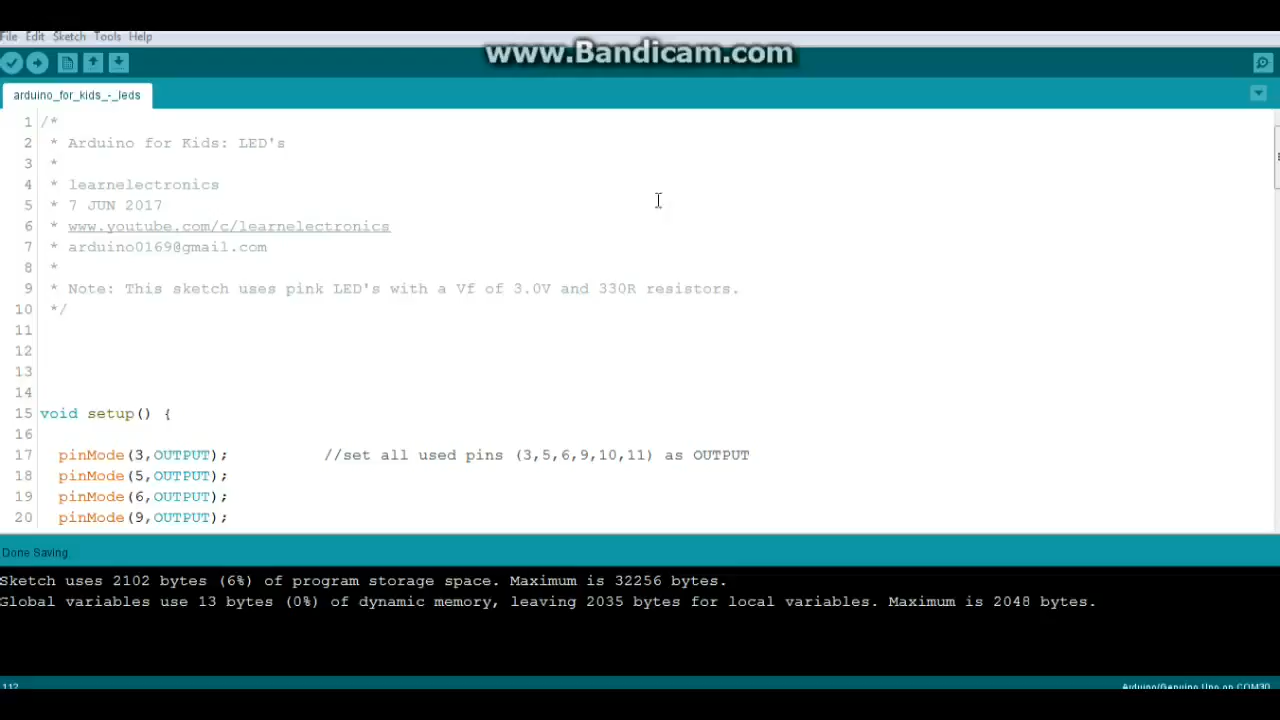 File Edit Sketch Tools Help
www.Bandicam.com
arduino_for_kids_-_leds
1 /*
2 * Arduino for Kids: LED's
3 *
4 * learnelectronics
5 * 7 JUN 2017
6 * www.youtube.com/c/learnelectronics
7 * arduino0169@gmail.com
8 *
9 * Note: This sketch uses pink LED's with a Vf of 3.0V and 330R resistors.
10 */
11
12
13
14
15 void setup() {
16
17 pinMode(3,OUTPUT); //set all used pins (3,5,6,9,10,11) as OUTPUT
18 pinMode(5,OUTPUT);
19 pinMode(6,OUTPUT);
20 pinMode(9,OUTPUT);
Done Saving.
Sketch uses 2102 bytes (6%) of program storage space. Maximum is 32256 bytes.
Global variables use 13 bytes (0%) of dynamic memory, leaving 2035 bytes for local variables. Maximum is 2048 bytes.
112 Arduino/Genuino Uno on COM30